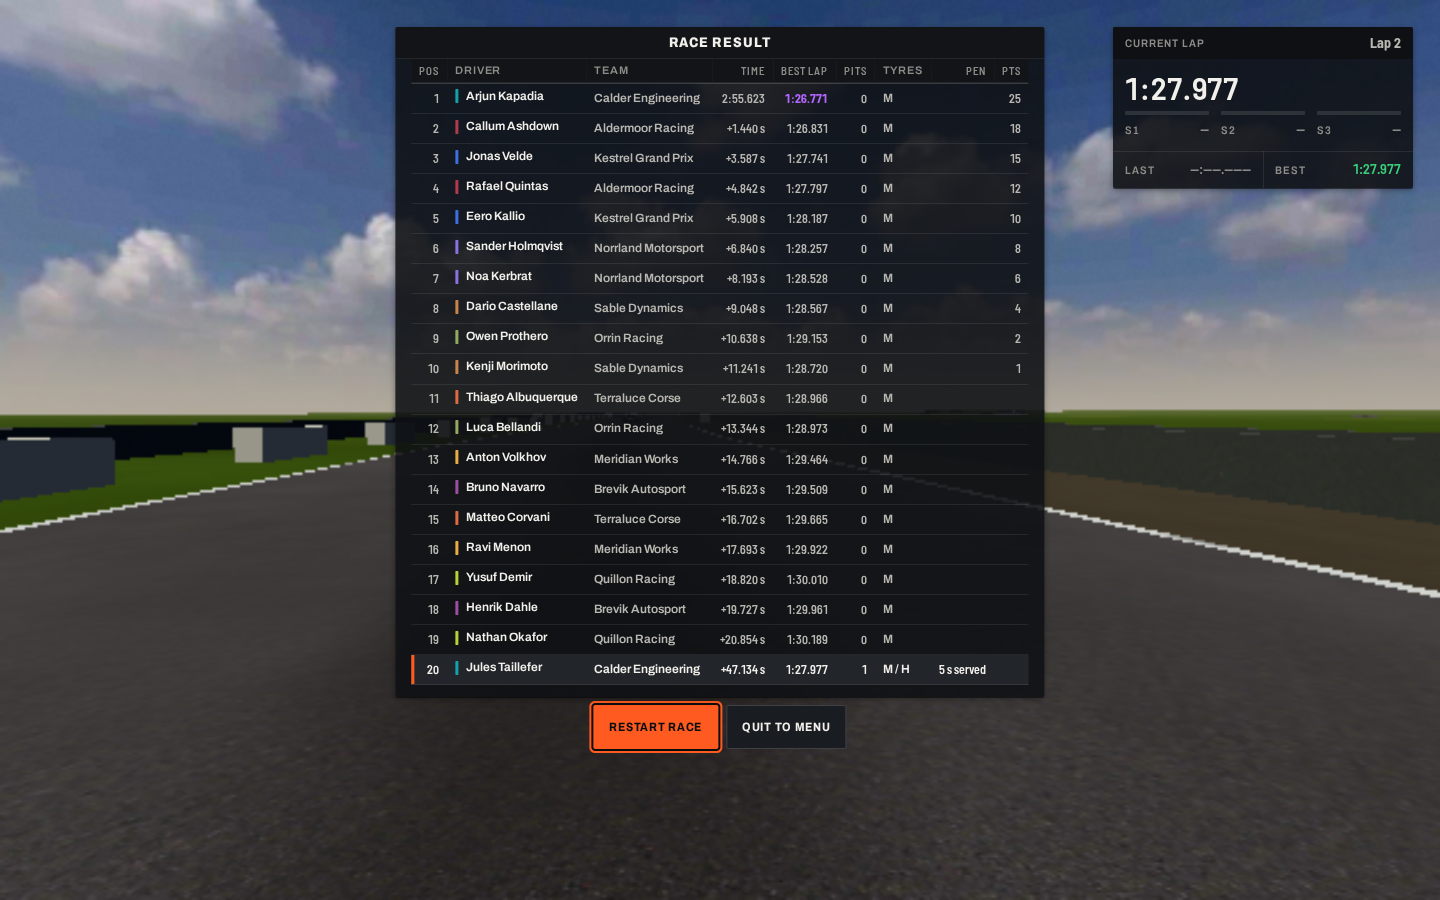 RACE RESULT
POS DRIVER TEAM TIME BEST LAP PITS TYRES PEN PTS
1 Arjun Kapadia Calder Engineering 2:55.623 1:26.771 0 M 25
2 Callum Ashdown Aldermoor Racing +1.440 s 1:26.831 0 M 18
3 Jonas Velde Kestrel Grand Prix +3.587 s 1:27.741 0 M 15
4 Rafael Quintas Aldermoor Racing +4.842 s 1:27.797 0 M 12
5 Eero Kallio Kestrel Grand Prix +5.908 s 1:28.187 0 M 10
6 Sander Holmqvist Norrland Motorsport +6.840 s 1:28.257 0 M 8
7 Noa Kerbrat Norrland Motorsport +8.193 s 1:28.528 0 M 6
8 Dario Castellane Sable Dynamics +9.048 s 1:28.567 0 M 4
9 Owen Prothero Orrin Racing +10.638 s 1:29.153 0 M 2
10 Kenji Morimoto Sable Dynamics +11.241 s 1:28.720 0 M 1
11 Thiago Albuquerque Terraluce Corse +12.603 s 1:28.966 0 M
12 Luca Bellandi Orrin Racing +13.344 s 1:28.973 0 M
13 Anton Volkhov Meridian Works +14.766 s 1:29.464 0 M
14 Bruno Navarro Brevik Autosport +15.623 s 1:29.509 0 M
15 Matteo Corvani Terraluce Corse +16.702 s 1:29.665 0 M
16 Ravi Menon Meridian Works +17.693 s 1:29.922 0 M
17 Yusuf Demir Quillon Racing +18.820 s 1:30.010 0 M
18 Henrik Dahle Brevik Autosport +19.727 s 1:29.961 0 M
19 Nathan Okafor Quillon Racing +20.854 s 1:30.189 0 M
20 Jules Taillefer Calder Engineering +47.134 s 1:27.977 1 M / H 5 s served
RESTART RACE QUIT TO MENU
CURRENT LAP Lap 2
1:27.977
S1 – S2 – S3 –
LAST –:––.––– BEST 1:27.977